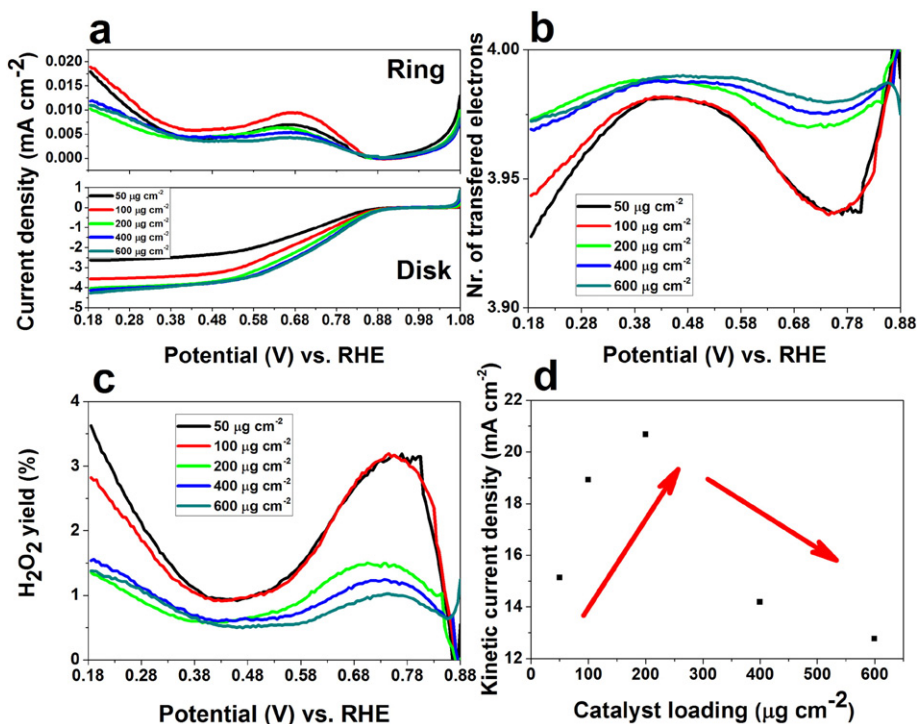 a
Ring
0.020
0.015
0.010
0.005
0.000
Current density (mA cm-2)
50 μg cm-2
100 μg cm-2
200 μg cm-2
400 μg cm-2
600 μg cm-2
Disk
1
0
-1
-2
-3
-4
-5
0.18 0.28 0.38 0.48 0.58 0.68 0.78 0.88 0.98 1.08
Potential (V) vs. RHE
b
4.00
3.95
3.90
Nr. of transfered electrons
50 μg cm-2
100 μg cm-2
200 μg cm-2
400 μg cm-2
600 μg cm-2
0.18 0.28 0.38 0.48 0.58 0.68 0.78 0.88
Potential (V) vs. RHE
c
4
3
2
1
0
H2O2 yield (%)
50 μg cm-2
100 μg cm-2
200 μg cm-2
400 μg cm-2
600 μg cm-2
0.18 0.28 0.38 0.48 0.58 0.68 0.78 0.88
Potential (V) vs. RHE
d
22
20
18
16
14
12
Kinetic current density (mA cm-2)
0 100 200 300 400 500 600
Catalyst loading (μg cm-2)